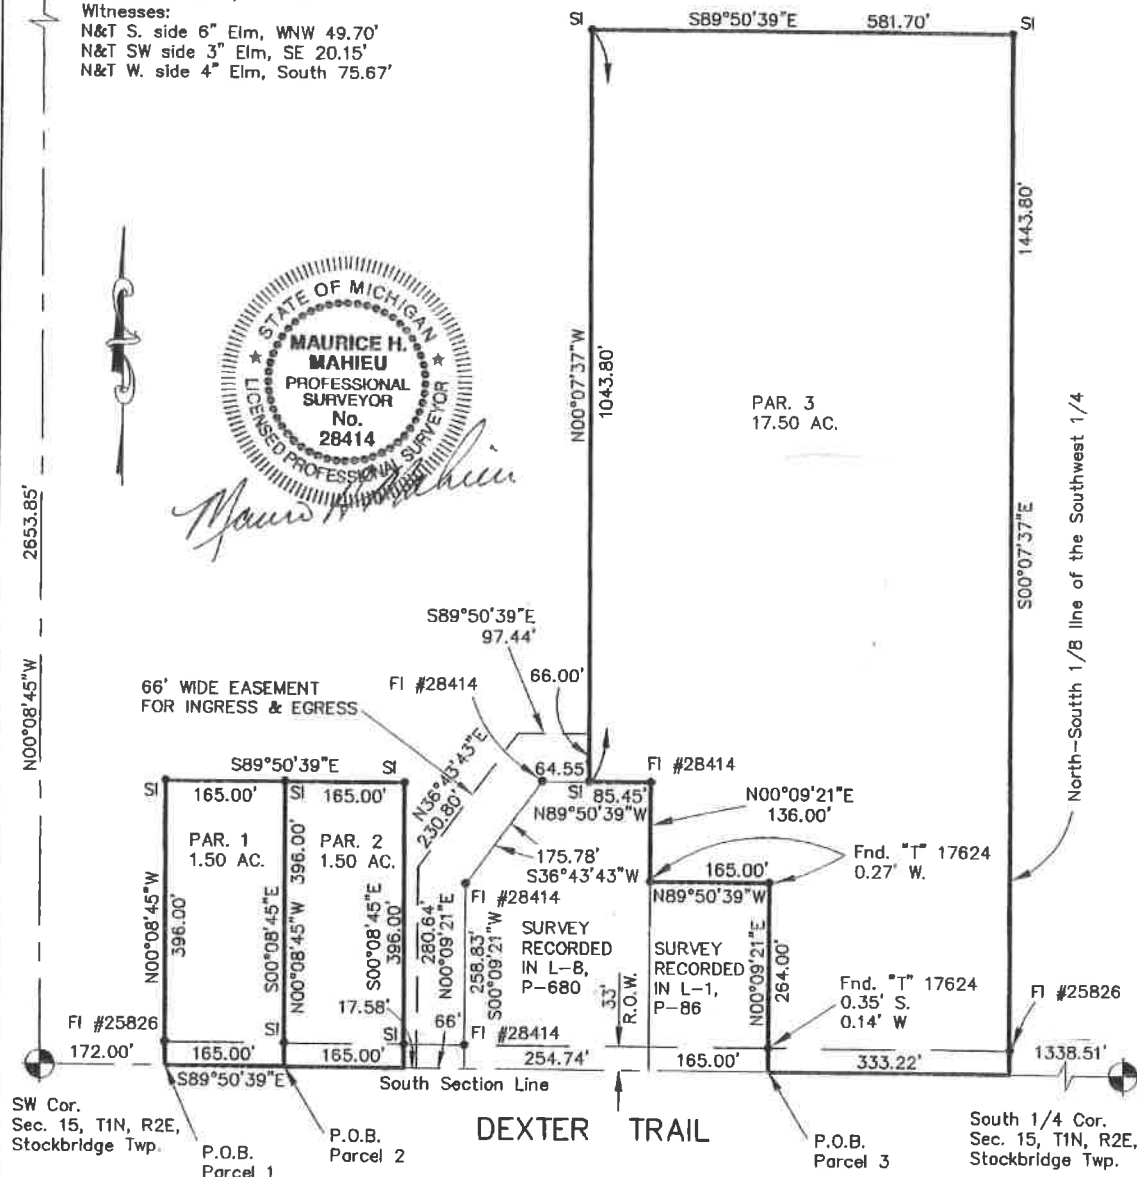 Witnesses:
N&T S. side 6" Elm, WNW 49.70'
N&T SW side 3" Elm, SE 20.15'
N&T W. side 4" Elm, South 75.67'
SI
S89°50'39"E
581.70'
SI
STATE OF MICHIGAN
MAURICE H.
MAHIEU
PROFESSIONAL
SURVEYOR
No.
28414
LICENSED PROFESSIONAL SURVEYOR
N00°07'37"W
1043.80'
1443.80'
S00°07'37"E
PAR. 3
17.50 AC.
North-Soutth 1/8 line of the Southwest 1/4
2653.85'
N00°08'45"W
S89°50'39"E
97.44'
66' WIDE EASEMENT
FOR INGRESS & EGRESS
FI #28414
66.00'
N36°43'43"E
230.80'
64.55'
SI
85.45'
N89°50'39"W
FI #28414
N00°09'21"E
136.00'
S89°50'39"E
SI
165.00'
SI
165.00'
SI
PAR. 1
1.50 AC.
PAR. 2
1.50 AC.
N00°08'45"W
396.00'
S00°08'45"E
N00°08'45"W 396.00'
S00°08'45"E
396.00'
280.64'
N00°09'21"E
258.83'
S00°09'21"W
175.78'
S36°43'43"W
FI #28414
165.00'
N89°50'39"W
Fnd. "T" 17624
0.27' W.
SURVEY
RECORDED
IN L-8,
P-680
SURVEY
RECORDED
IN L-1,
P-86
N00°09'21"E
264.00'
33'
R.O.W.
Fnd. "T" 17624
0.35' S.
0.14' W
FI #25826
FI #25826
SI
17.58'
SI
66'
FI #28414
172.00'
165.00'
165.00'
254.74'
165.00'
333.22'
1338.51'
S89°50'39"E
South Section Line
SW Cor.
Sec. 15, T1N, R2E,
Stockbridge Twp.
P.O.B.
Parcel 1
P.O.B.
Parcel 2
DEXTER TRAIL
P.O.B.
Parcel 3
South 1/4 Cor.
Sec. 15, T1N, R2E,
Stockbridge Twp.